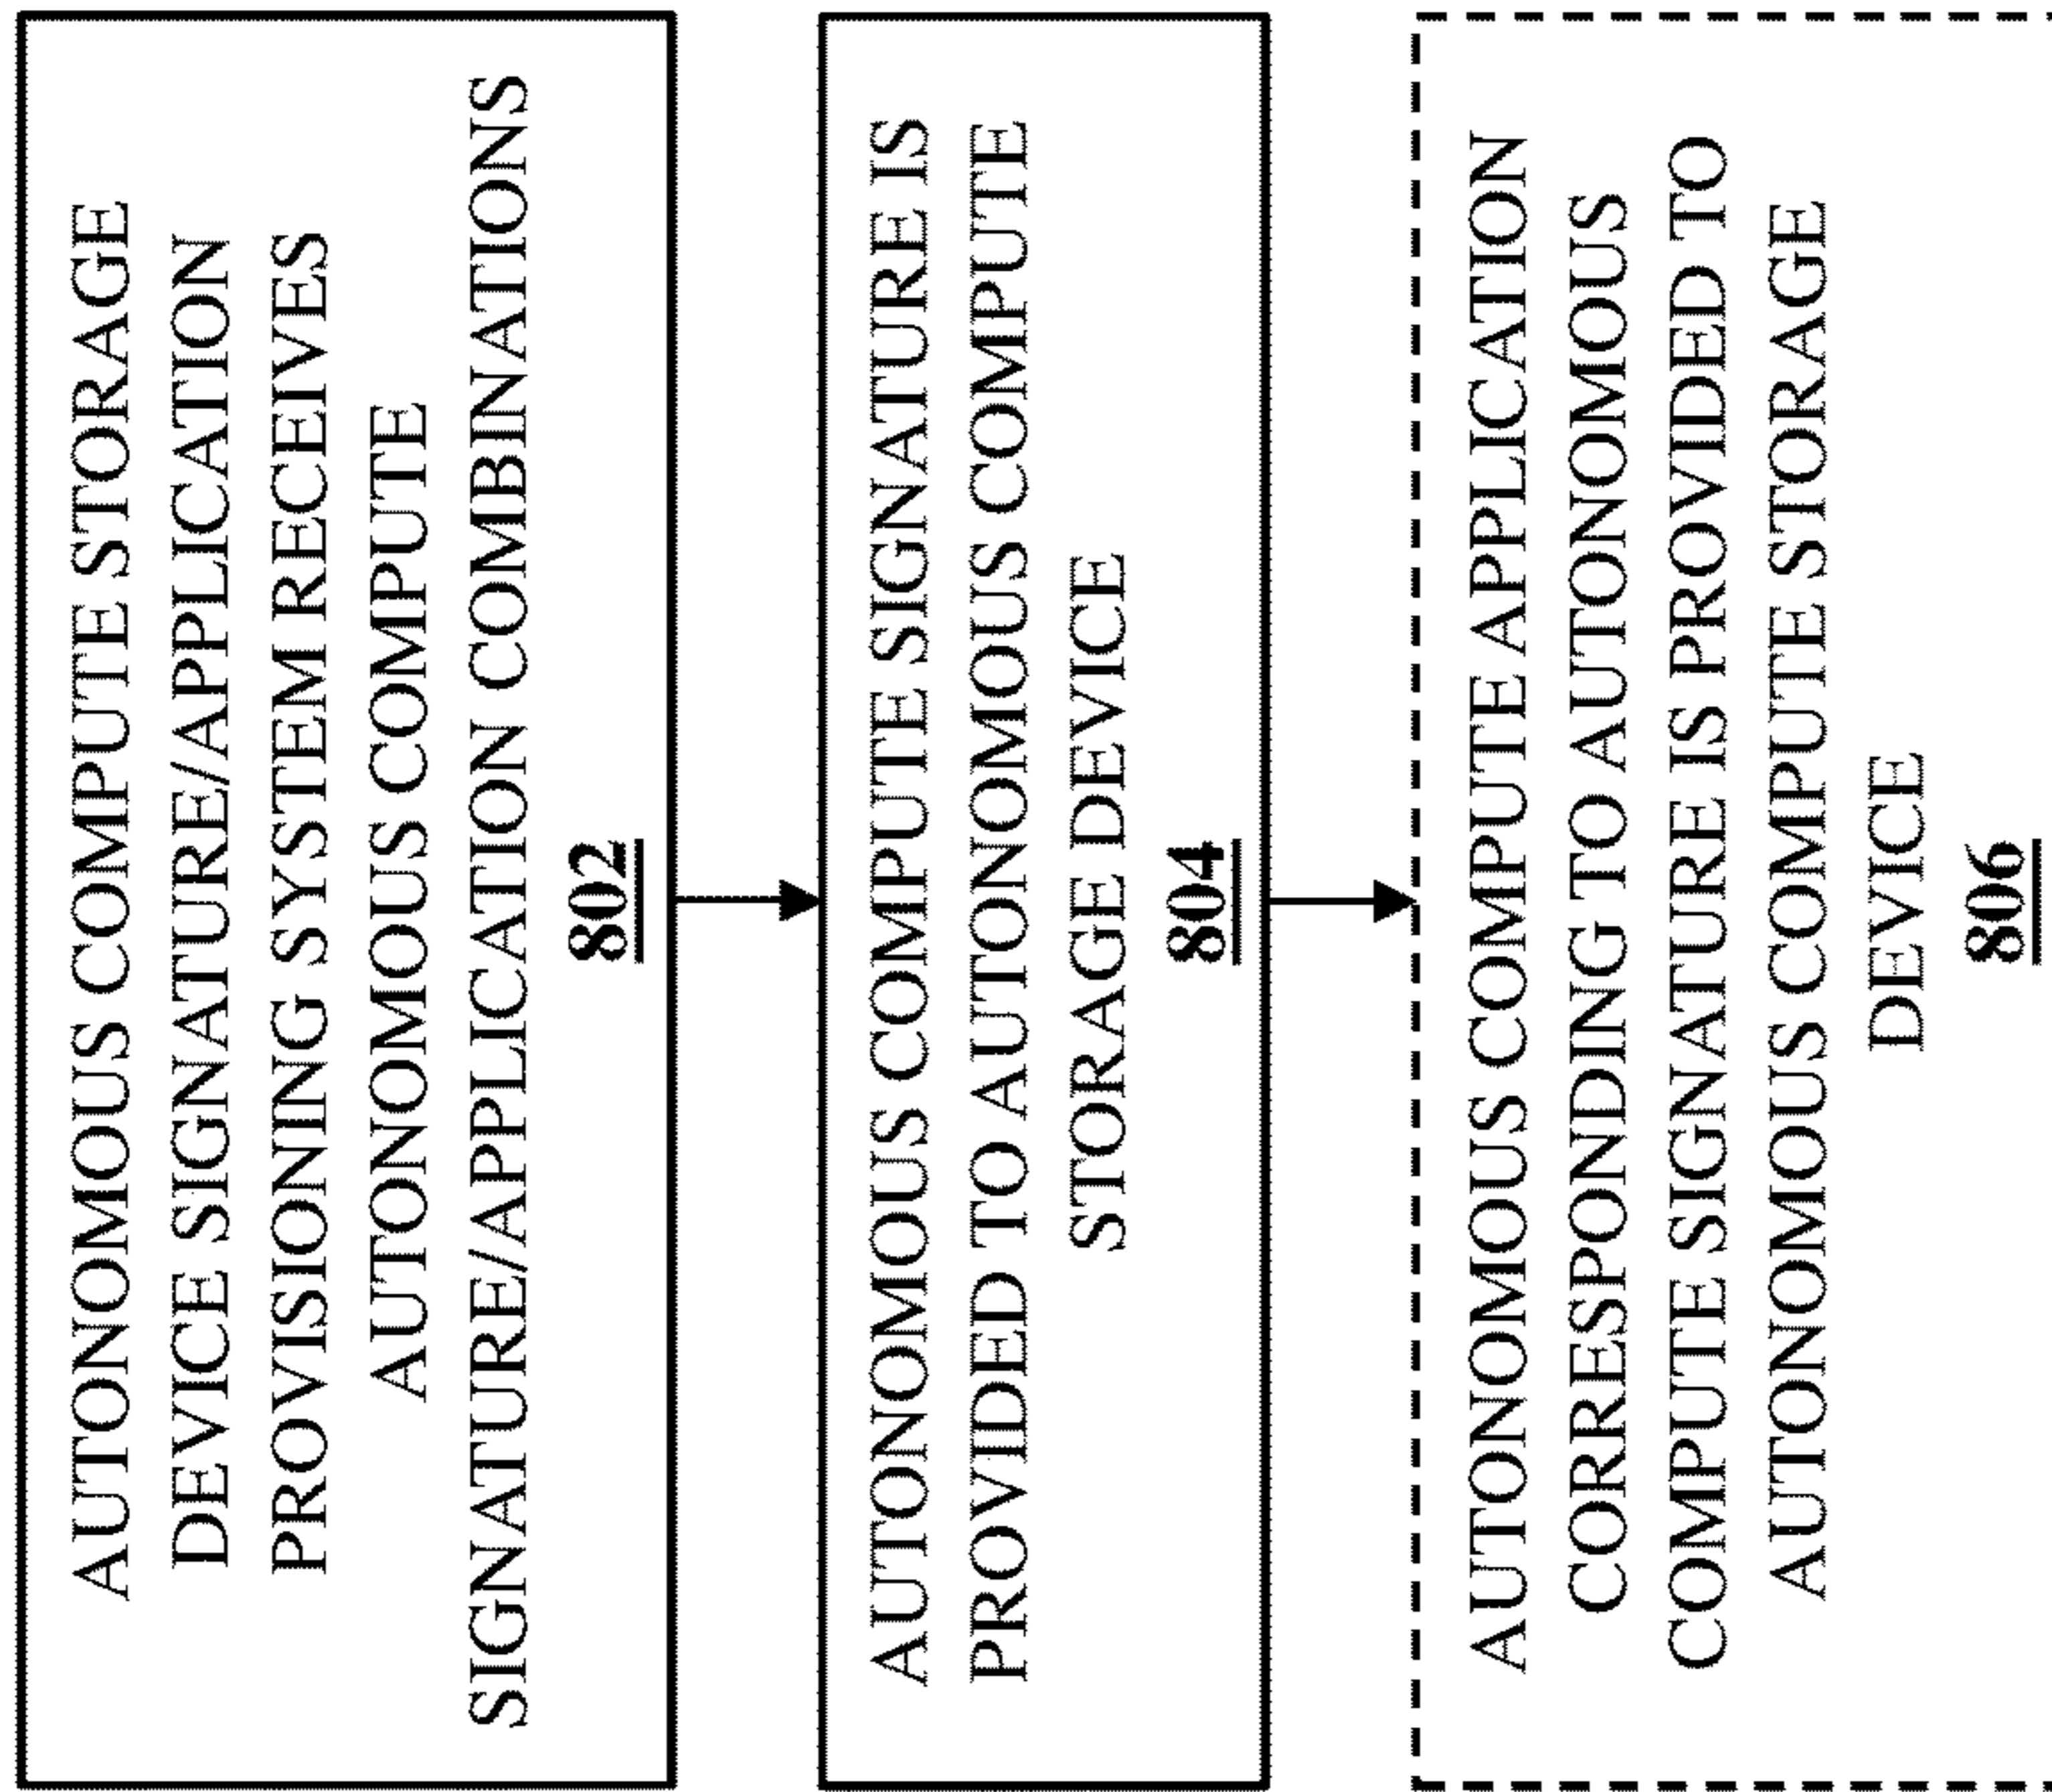 AUTONOMOUS COMPUTE STORAGE
DEVICE SIGNATURE/APPLICATION
PROVISIONING SYSTEM RECEIVES
AUTONOMOUS COMPUTE
SIGNATURE/APPLICATION COMBINATIONS
802
AUTONOMOUS COMPUTE SIGNATURE IS
PROVIDED TO AUTONOMOUS COMPUTE
STORAGE DEVICE
804
AUTONOMOUS COMPUTE APPLICATION
CORRESPONDING TO AUTONOMOUS
COMPUTE SIGNATURE IS PROVIDED TO
AUTONOMOUS COMPUTE STORAGE
DEVICE
806